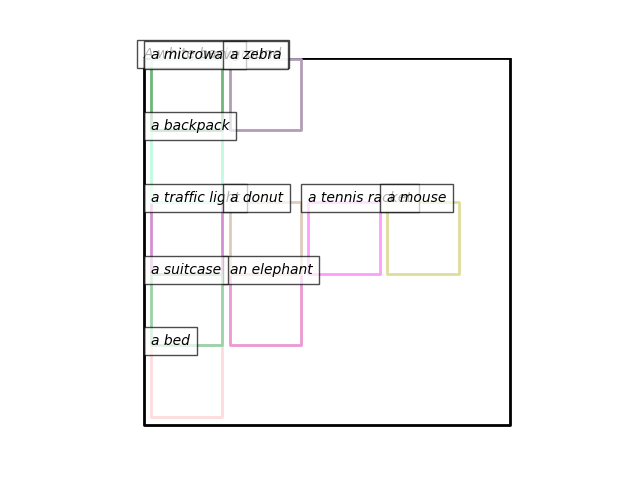 a microwave
a zebra
a backpack
a traffic light
a donut
a tennis racket
a mouse
a suitcase
an elephant
a bed